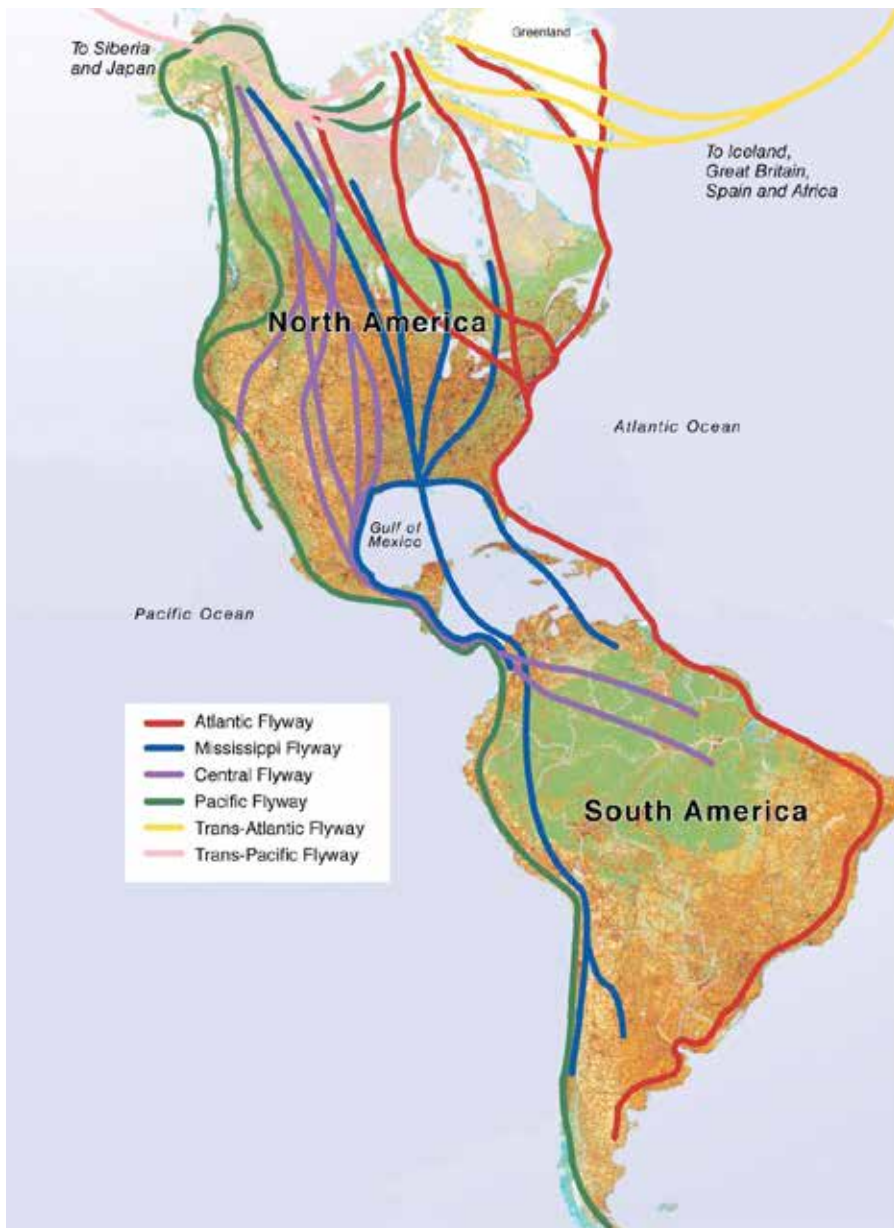 Greenland
To Siberia
and Japan
To Iceland,
Great Britain,
Spain and Africa
North America
Atlantic Ocean
Gulf of
Mexico
Pacific Ocean
Atlantic Flyway
Mississippi Flyway
Central Flyway
Pacific Flyway
Trans-Atlantic Flyway
Trans-Pacific Flyway
South America